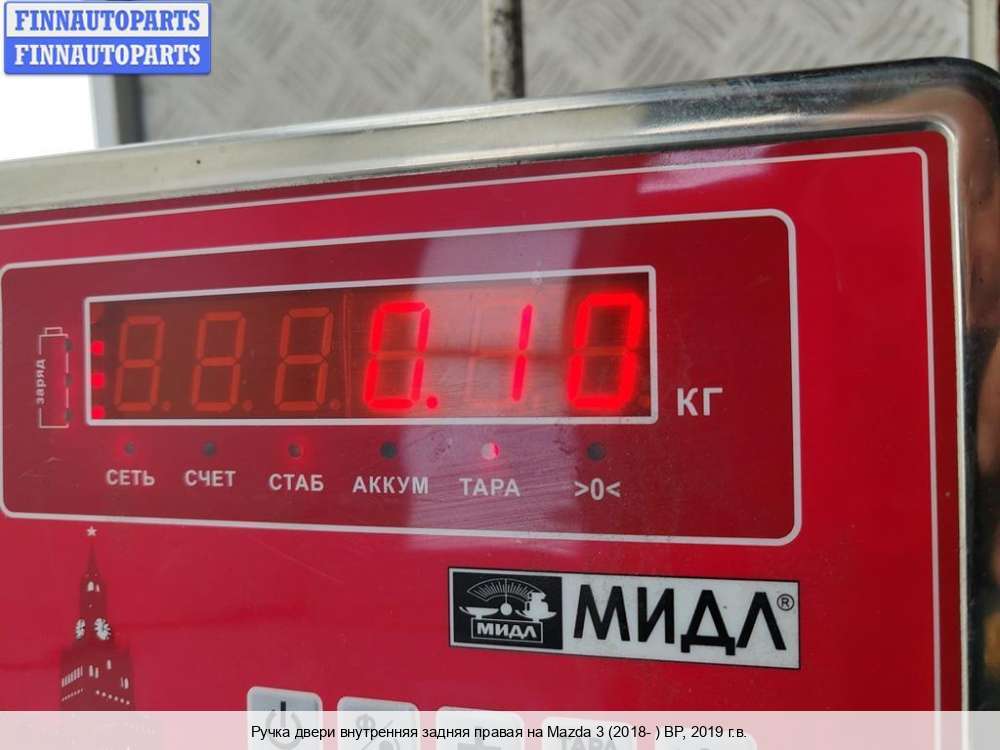 FINNAUTOPARTS
FINNAUTOPARTS
заряд
0.10
КГ
СЕТЬ СЧЕТ СТАБ АККУМ ТАРА >0<
МИДЛ МИДЛ®
ТАРА
Ручка двери внутренняя задняя правая на Mazda 3 (2018- ) BP, 2019 г.в.